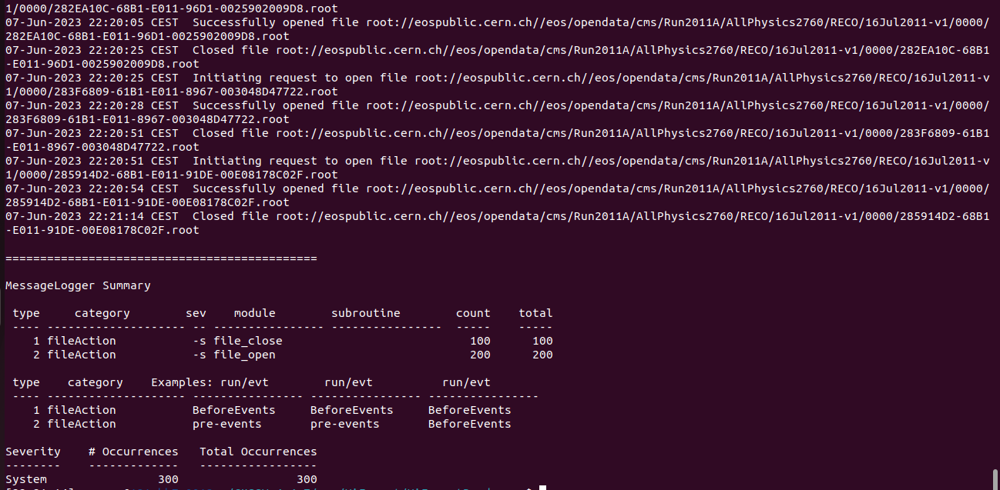 1/0000/282EA10C-68B1-E011-96D1-0025902009D8.root
07-Jun-2023 22:20:05 CEST  Successfully opened file root://eospublic.cern.ch//eos/opendata/cms/Run2011A/AllPhysics2760/RECO/16Jul2011-v1/0000/
282EA10C-68B1-E011-96D1-0025902009D8.root
07-Jun-2023 22:20:25 CEST  Closed file root://eospublic.cern.ch//eos/opendata/cms/Run2011A/AllPhysics2760/RECO/16Jul2011-v1/0000/282EA10C-68B1
-E011-96D1-0025902009D8.root
07-Jun-2023 22:20:25 CEST  Initiating request to open file root://eospublic.cern.ch//eos/opendata/cms/Run2011A/AllPhysics2760/RECO/16Jul2011-v
1/0000/283F6809-61B1-E011-8967-003048D47722.root
07-Jun-2023 22:20:28 CEST  Successfully opened file root://eospublic.cern.ch//eos/opendata/cms/Run2011A/AllPhysics2760/RECO/16Jul2011-v1/0000/
283F6809-61B1-E011-8967-003048D47722.root
07-Jun-2023 22:20:51 CEST  Closed file root://eospublic.cern.ch//eos/opendata/cms/Run2011A/AllPhysics2760/RECO/16Jul2011-v1/0000/283F6809-61B1
-E011-8967-003048D47722.root
07-Jun-2023 22:20:51 CEST  Initiating request to open file root://eospublic.cern.ch//eos/opendata/cms/Run2011A/AllPhysics2760/RECO/16Jul2011-v
1/0000/285914D2-68B1-E011-91DE-00E08178C02F.root
07-Jun-2023 22:20:54 CEST  Successfully opened file root://eospublic.cern.ch//eos/opendata/cms/Run2011A/AllPhysics2760/RECO/16Jul2011-v1/0000/
285914D2-68B1-E011-91DE-00E08178C02F.root
07-Jun-2023 22:21:14 CEST  Closed file root://eospublic.cern.ch//eos/opendata/cms/Run2011A/AllPhysics2760/RECO/16Jul2011-v1/0000/285914D2-68B1
-E011-91DE-00E08178C02F.root
=============================================
MessageLogger Summary
 type     category        sev    module        subroutine        count    total
 ---- -------------------- -- ---------------- ----------------  -----    -----
    1 fileAction           -s file_close                           100      100
    2 fileAction           -s file_open                            200      200
 type    category    Examples: run/evt        run/evt          run/evt
 ---- -------------------- ---------------- ---------------- ----------------
    1 fileAction           BeforeEvents     BeforeEvents     BeforeEvents
    2 fileAction           pre-events       pre-events       BeforeEvents
Severity    # Occurrences   Total Occurrences
--------    -------------   -----------------
System                300                 300